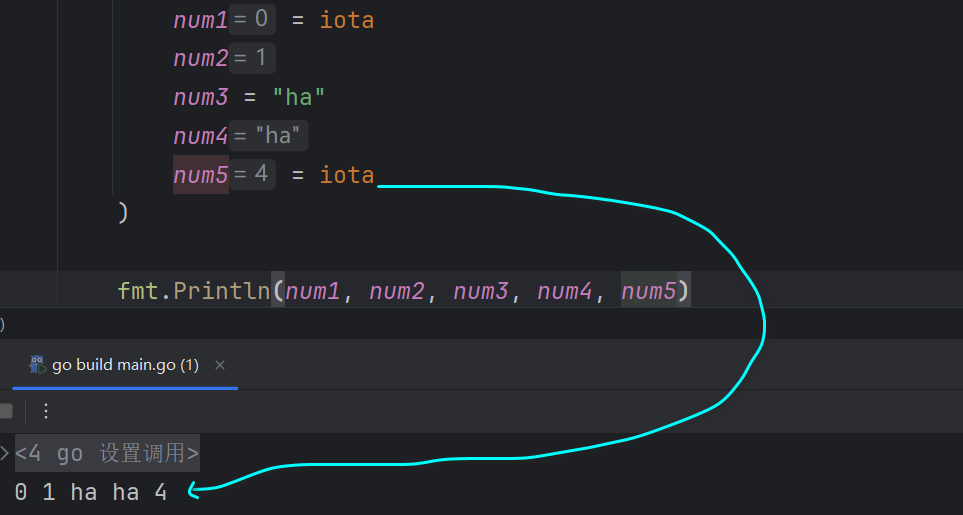 num1 = 0 = iota
num2 = 1
num3 = "ha"
num4 = "ha"
num5 = 4 = iota
)
fmt.Println(num1, num2, num3, num4, num5)
)
go build main.go (1) ×
<4 go 设置调用>
0 1 ha ha 4